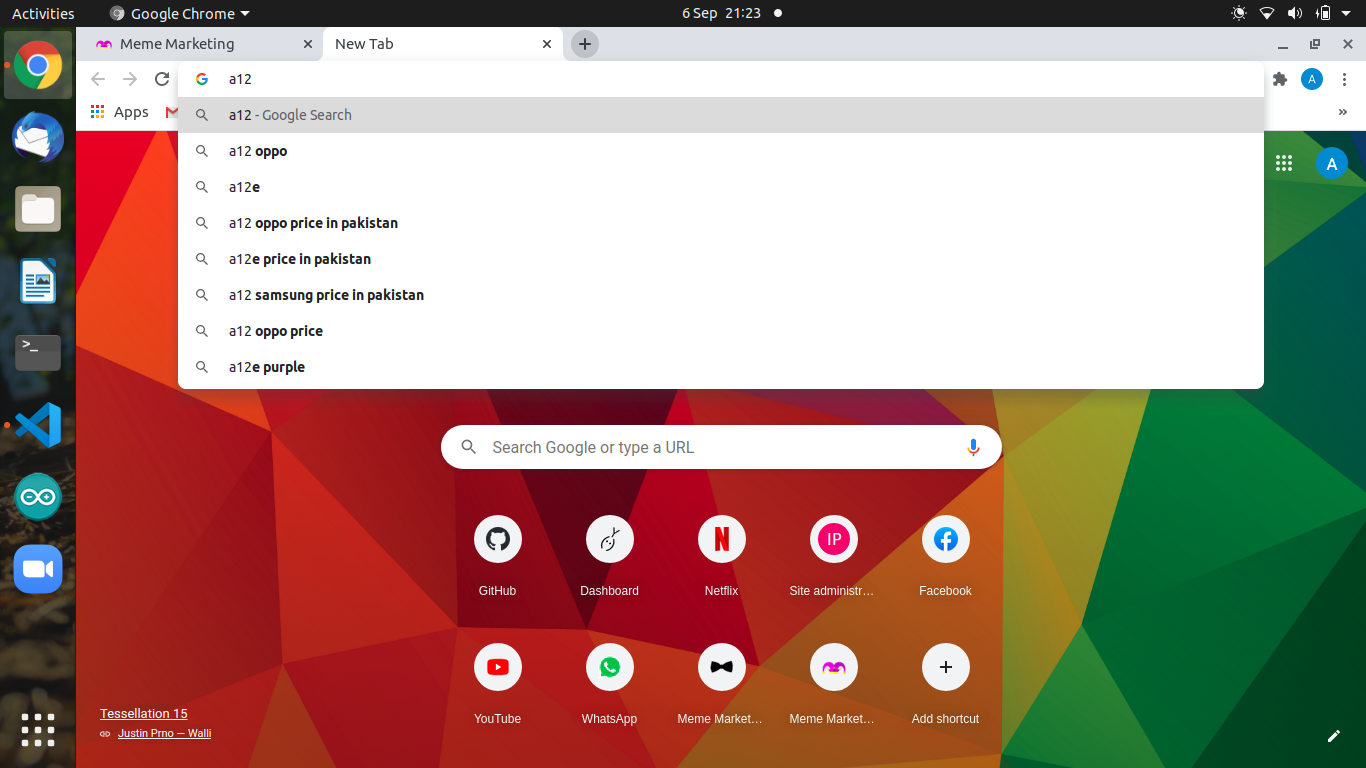 Activities
Google Chrome
6 Sep 21:23
Meme Marketing
New Tab
a12
A
Apps
a12 - Google Search
a12 oppo
a12e
a12 oppo price in pakistan
a12e price in pakistan
a12 samsung price in pakistan
a12 oppo price
a12e purple
A
>_
Search Google or type a URL
N
IP
GitHub
Dashboard
Netflix
Site administr…
Facebook
YouTube
WhatsApp
Meme Market…
Meme Market…
Add shortcut
Tessellation 15
Justin Prno — Walli